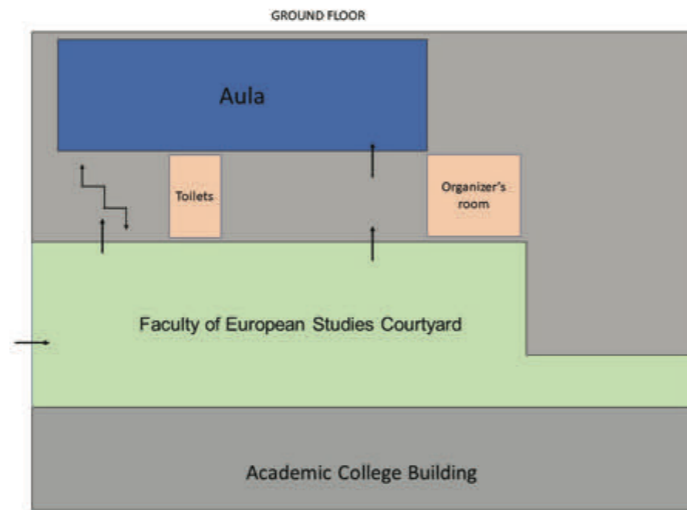 GROUND FLOOR
Aula
Toilets
Organizer's
room
Faculty of European Studies Courtyard
Academic College Building